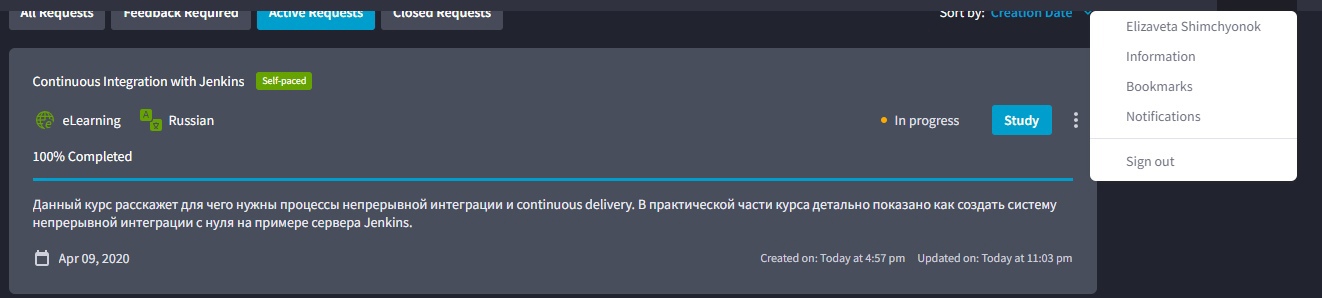 All Requests
Feedback Required
Active Requests
Closed Requests
Sort by: Creation Date
Elizaveta Shimchyonok
Information
Bookmarks
Notifications
Sign out
Continuous Integration with Jenkins
Self-paced
eLearning
Russian
In progress
Study
100% Completed
Данный курс расскажет для чего нужны процессы непрерывной интеграции и continuous delivery. В практической части курса детально показано как создать систему
непрерывной интеграции с нуля на примере сервера Jenkins.
Apr 09, 2020
Created on: Today at 4:57 pm
Updated on: Today at 11:03 pm